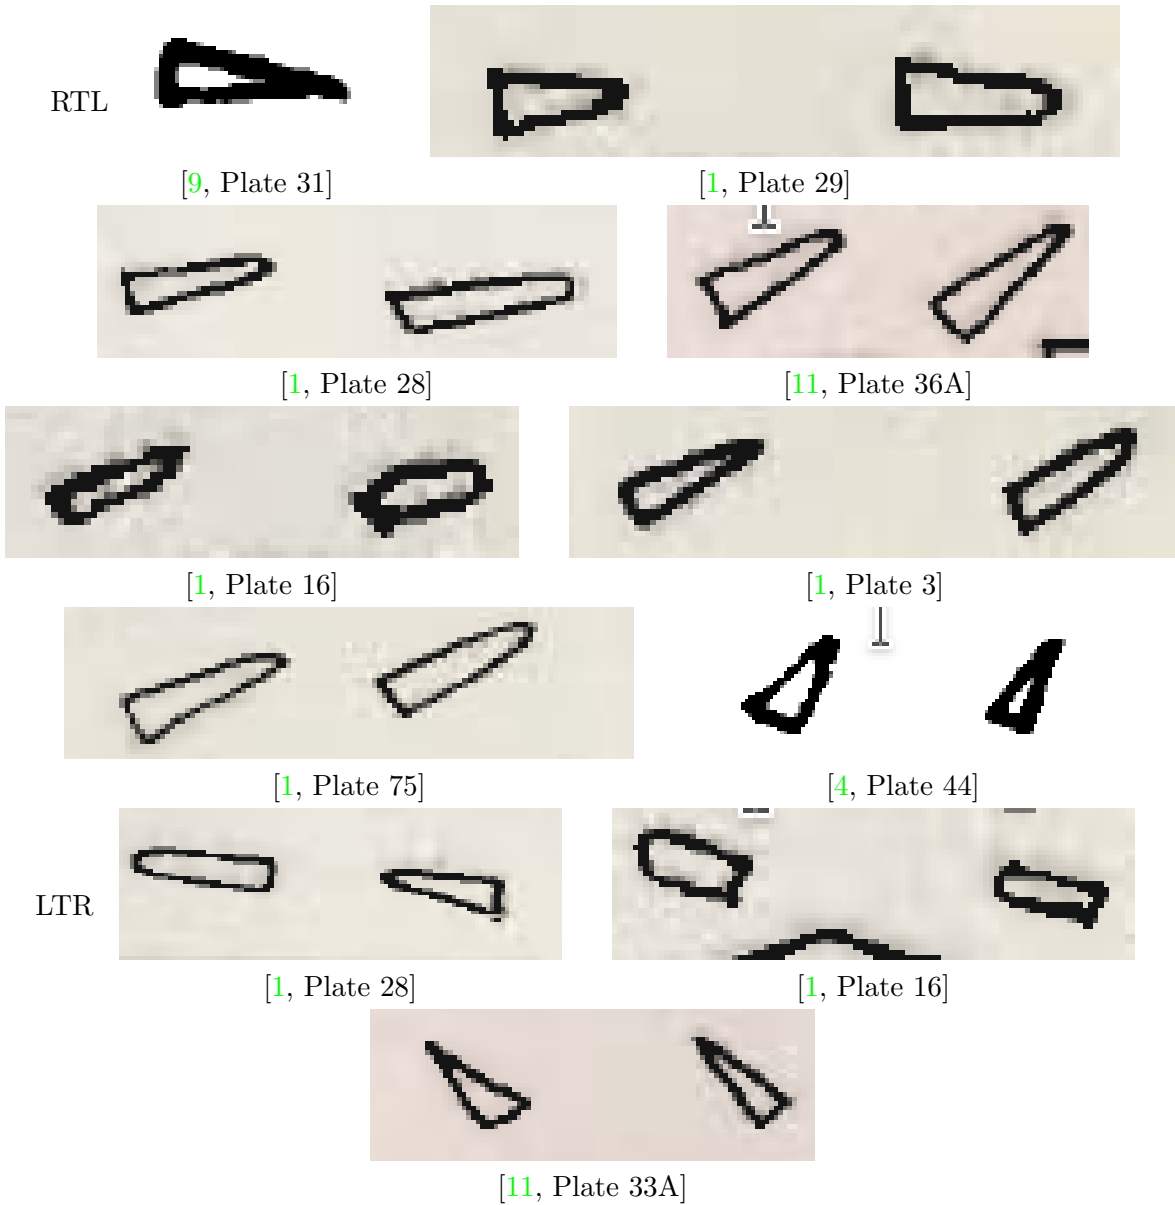 RTL
[9, Plate 31] [1, Plate 29]
[1, Plate 28] [11, Plate 36A]
[1, Plate 16] [1, Plate 3]
[1, Plate 75] [4, Plate 44]
LTR
[1, Plate 28] [1, Plate 16]
[11, Plate 33A]